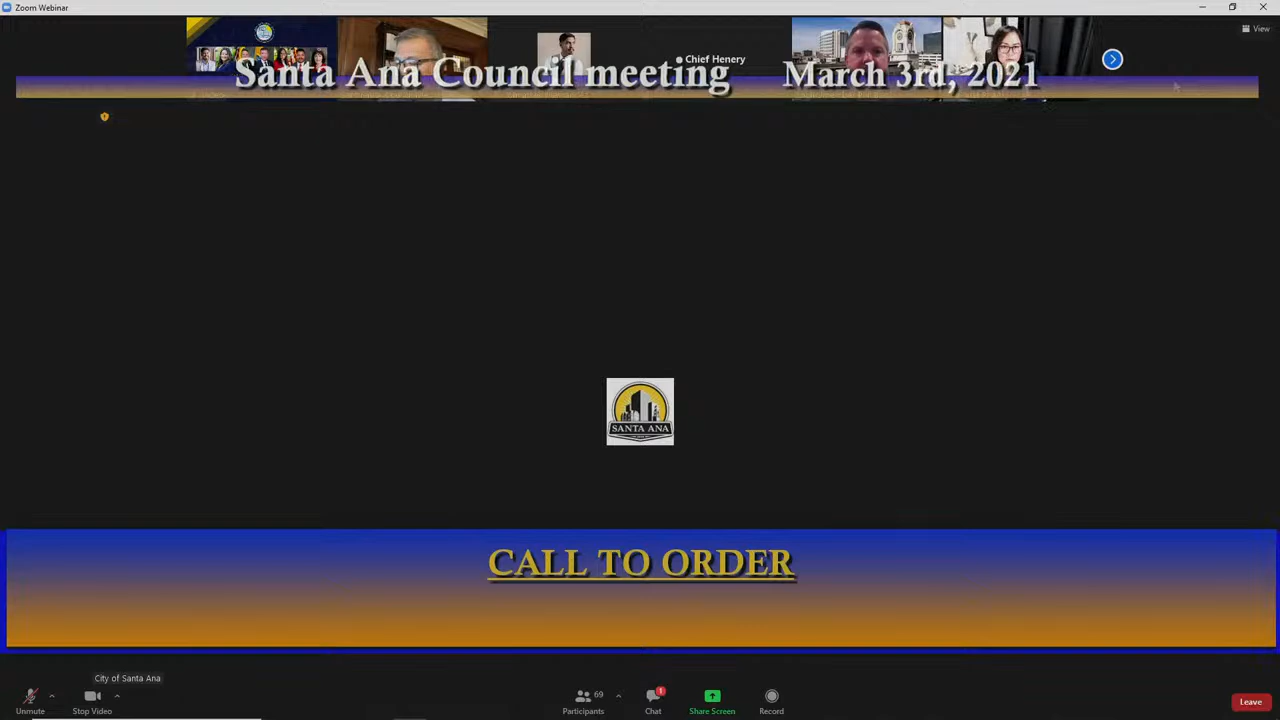 Zoom Webinar
View
Chief Henery
Santa Ana Council meeting March 3rd, 2021
SANTA ANA
CALL TO ORDER
City of Santa Ana
Unmute
Stop Video
69
Participants
1
Chat
Share Screen
Record
Leave